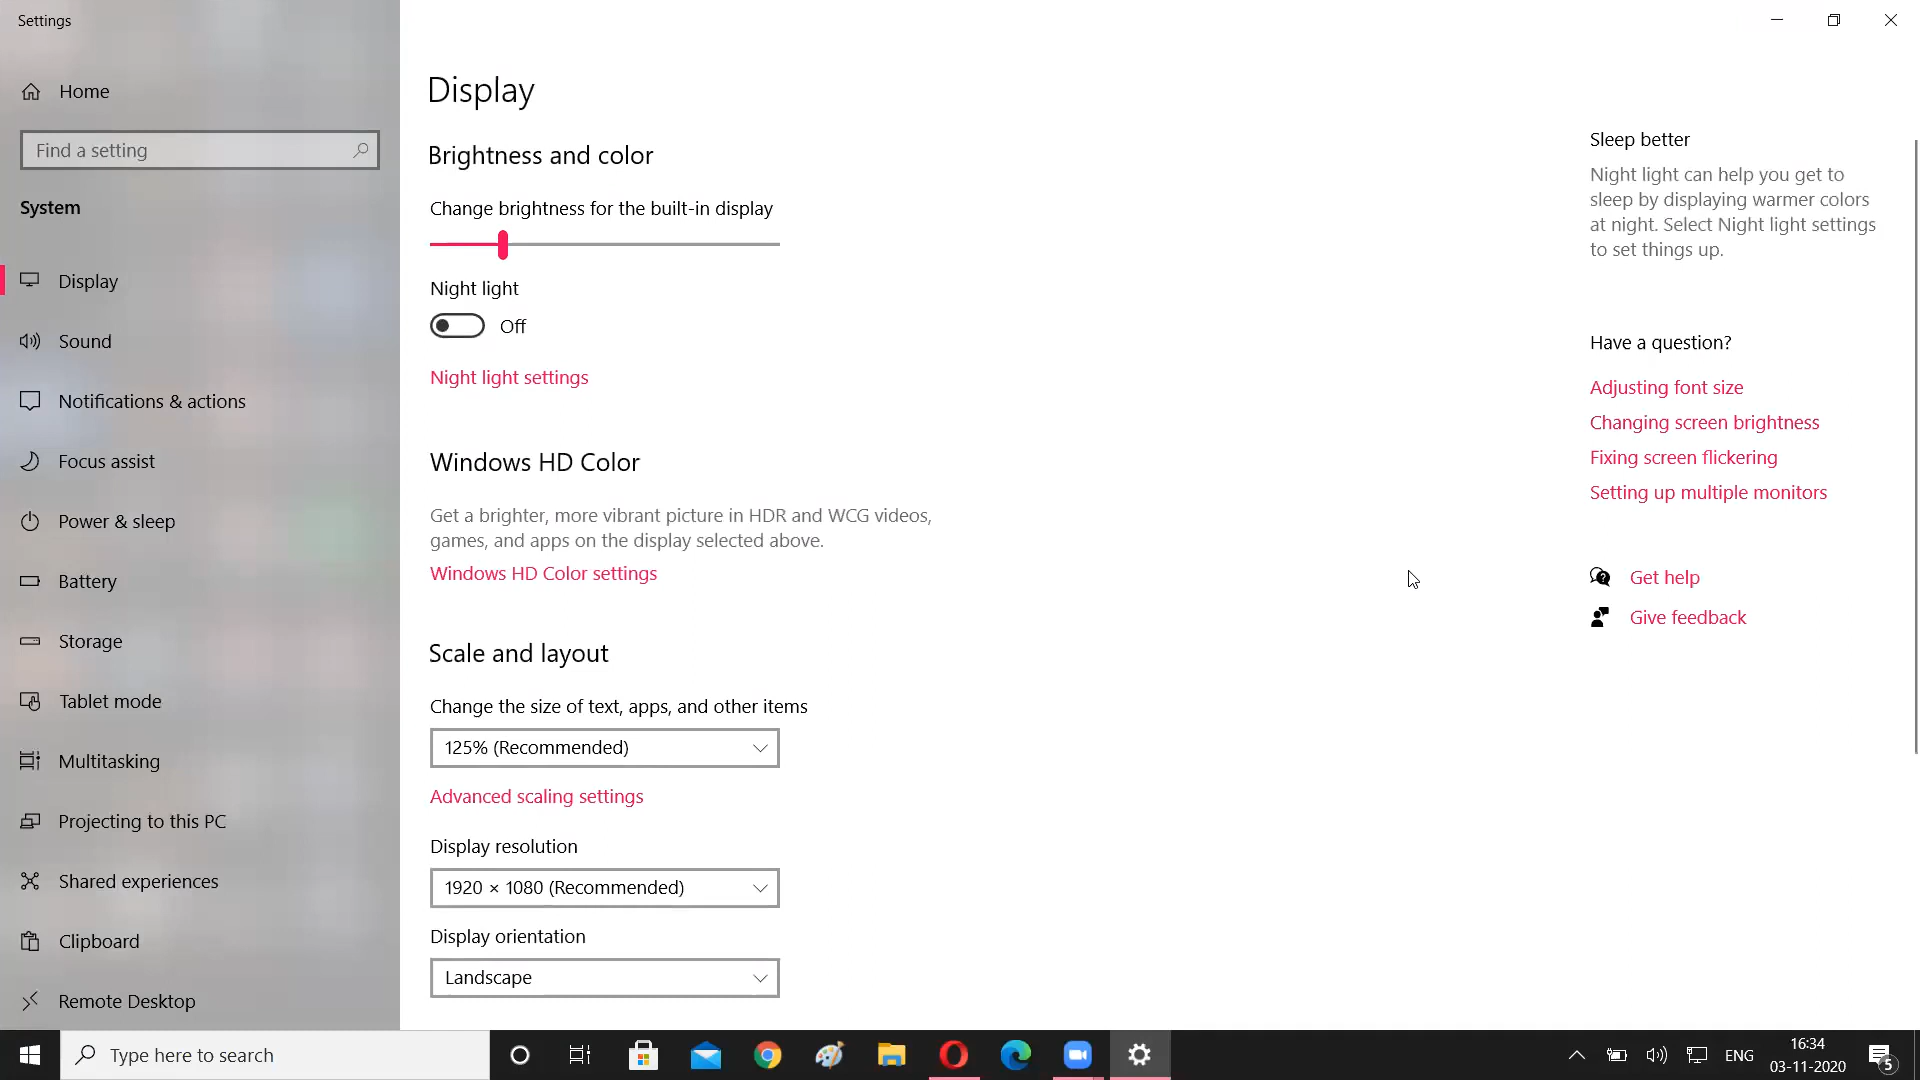 Settings
Home
Find a setting
System
Display
Sound
Notifications & actions
Focus assist
Power & sleep
Battery
Storage
Tablet mode
Multitasking
Projecting to this PC
Shared experiences
Clipboard
Remote Desktop
Display
Brightness and color
Change brightness for the built-in display
Night light
Off
Night light settings
Windows HD Color
Get a brighter, more vibrant picture in HDR and WCG videos,
games, and apps on the display selected above.
Windows HD Color settings
Scale and layout
Change the size of text, apps, and other items
125% (Recommended)
Advanced scaling settings
Display resolution
1920 × 1080 (Recommended)
Display orientation
Landscape
Sleep better
Night light can help you get to
sleep by displaying warmer colors
at night. Select Night light settings
to set things up.
Have a question?
Adjusting font size
Changing screen brightness
Fixing screen flickering
Setting up multiple monitors
Get help
Give feedback
Type here to search
ENG
16:34
03-11-2020
5